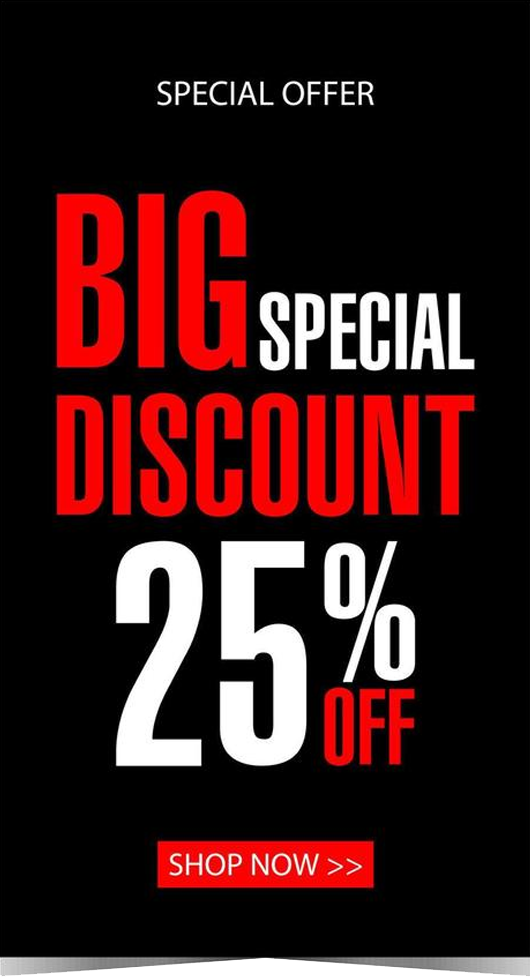 SPECIAL OFFER
BIG SPECIAL
DISCOUNT
25%
OFF
SHOP NOW >>